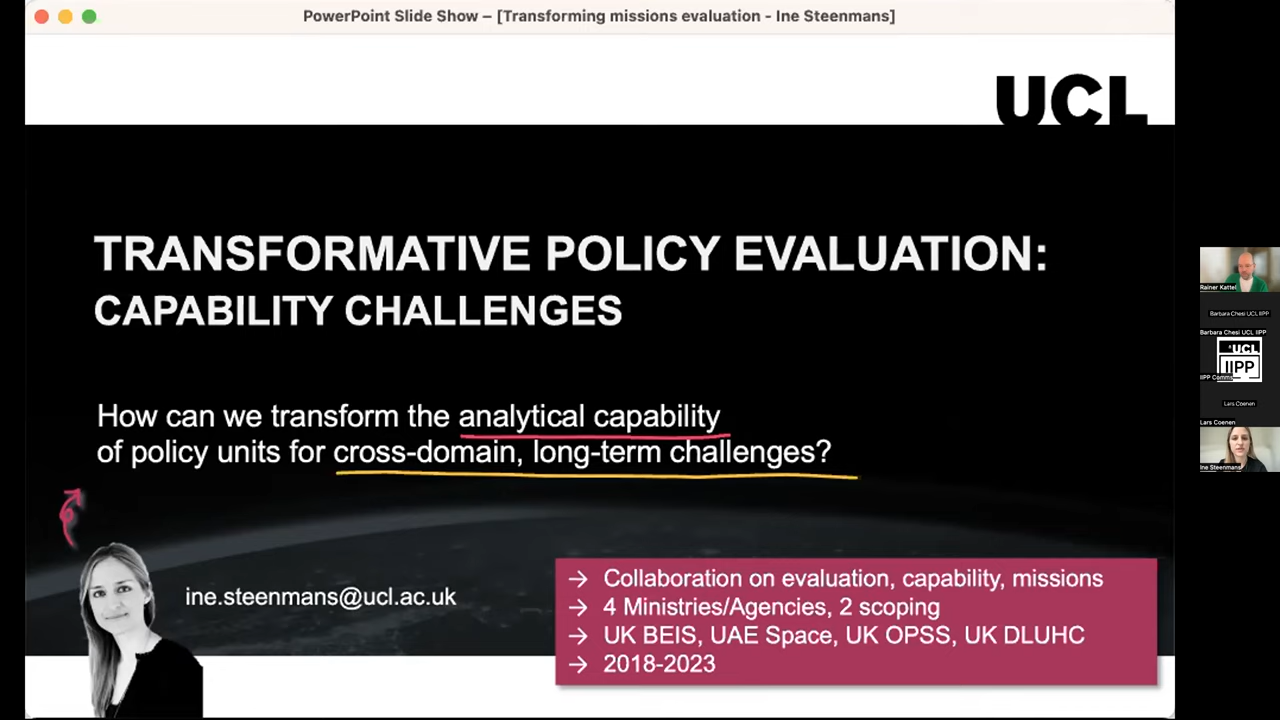 PowerPoint Slide Show – [Transforming missions evaluation - Ine Steenmans]
UCL
TRANSFORMATIVE POLICY EVALUATION:
CAPABILITY CHALLENGES
How can we transform the analytical capability
of policy units for cross-domain, long-term challenges?
ine.steenmans@ucl.ac.uk
→ Collaboration on evaluation, capability, missions
→ 4 Ministries/Agencies, 2 scoping
→ UK BEIS, UAE Space, UK OPSS, UK DLUHC
→ 2018-2023
Rainer Kattel
Barbara Chesi UCL IIPP
Barbara Chesi UCL IIPP
UCL
IIPP
IIPP Comms
Lars Coenen
Lars Coenen
Ine Steenmans